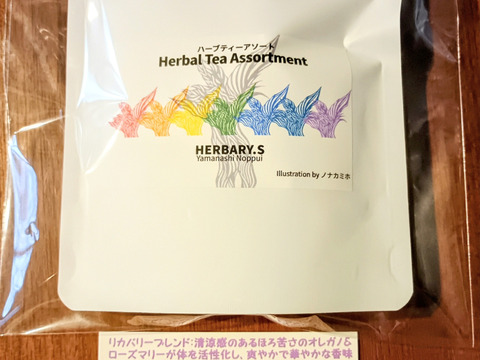 ハーブティーアソート
Herbal Tea Assortment
HERBARY.S
Yamanashi Noppui
Illustration by ノナカミホ
リカバリーブレンド:清涼感のあるほろ苦さのオレガノと
ローズマリーが体を活性化し、爽やかで華やかな香味